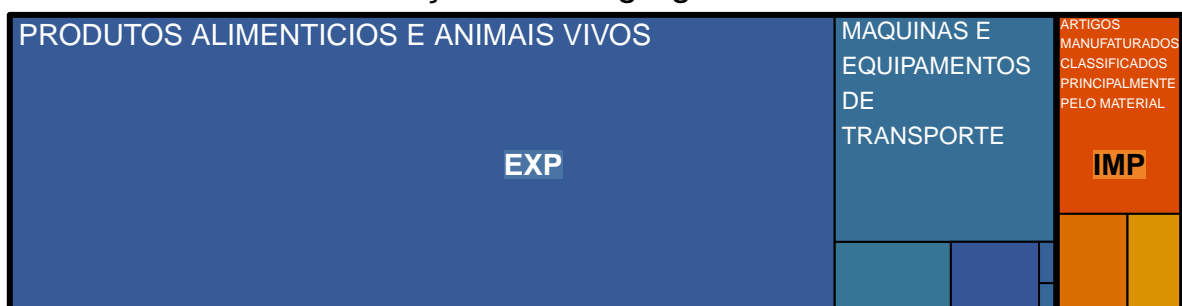 PRODUTOS ALIMENTICIOS E ANIMAIS VIVOS
MAQUINAS E
EQUIPAMENTOS
DE
TRANSPORTE
ARTIGOS
MANUFATURADOS
CLASSIFICADOS
PRINCIPALMENTE
PELO MATERIAL
EXP
IMP